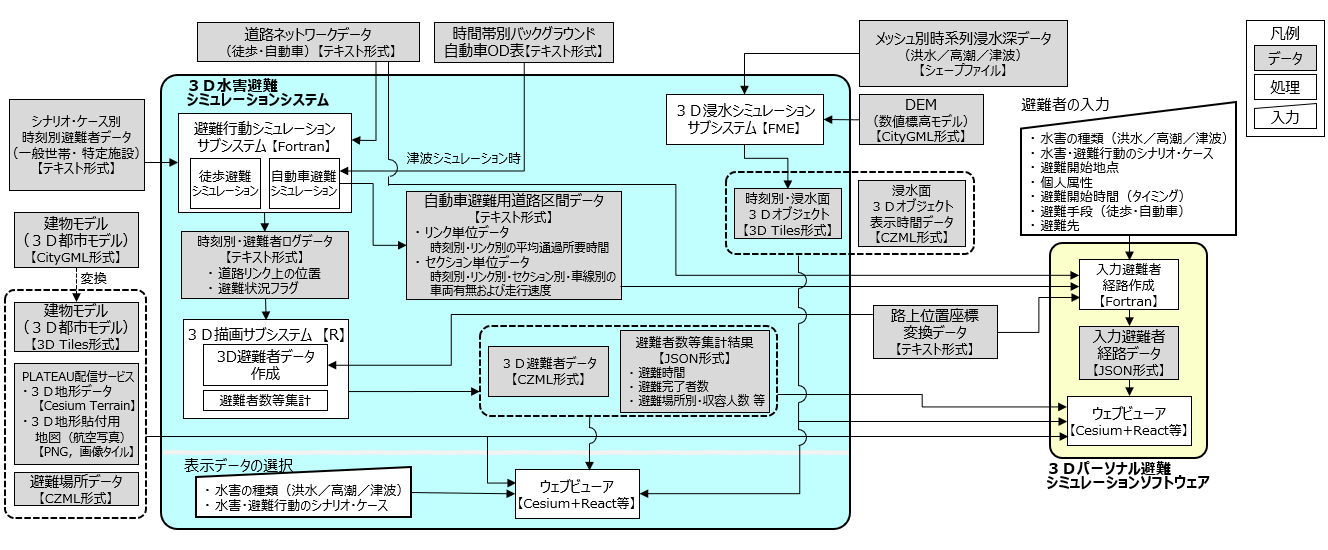 道路ネットワークデータ
（徒歩・自動車）【テキスト形式】
時間帯別バックグラウンド
自動車OD表【テキスト形式】
メッシュ別時系列浸水深データ
（洪水／高潮／津波）
【シェープファイル】
凡例
データ
処理
入力
３Ｄ水害避難
シミュレーションシステム
シナリオ・ケース別
時刻別避難者データ
（一般世帯・特定施設）
【テキスト形式】
避難行動シミュレーション
サブシステム【Fortran】
徒歩避難
シミュレーション
自動車避難
シミュレーション
津波シミュレーション時
３Ｄ浸水シミュレーション
サブシステム【FME】
DEM
（数値標高モデル）
【CityGML形式】
避難者の入力
・水害の種類（洪水／高潮／津波）
・水害・避難行動のシナリオ・ケース
・避難開始地点
・個人属性
・避難開始時間（タイミング）
・避難手段（徒歩・自動車）
・避難先
建物モデル
（３Ｄ都市モデル）
【CityGML形式】
変換
時刻別・避難者ログデータ
【テキスト形式】
・道路リンク上の位置
・避難状況フラグ
自動車避難用道路区間データ
【テキスト形式】
・リンク単位データ
時刻別・リンク別の平均通過所要時間
・セクション単位データ
時刻別・リンク別・セクション別・車線別の
車両有無および走行速度
時刻別・浸水面
３Ｄオブジェクト
【3D Tiles形式】
浸水面
３Ｄオブジェクト
表示時間データ
【CZML形式】
入力避難者
経路作成
【Fortran】
建物モデル
（３Ｄ都市モデル）
【3D Tiles形式】
３Ｄ描画サブシステム【R】
3D避難者データ
作成
避難者数等集計
３Ｄ避難者データ
【CZML形式】
避難者数等集計結果
【JSON形式】
・避難時間
・避難完了者数
・避難場所別・収容人数 等
路上位置座標
変換データ
【テキスト形式】
入力避難者
経路データ
【JSON形式】
PLATEAU配信サービス
・３Ｄ地形データ
【Cesium Terrain】
・３Ｄ地形貼付用
地図（航空写真）
【PNG，画像タイル】
避難場所データ
【CZML形式】
ウェブビューア
【Cesium+React等】
３Ｄパーソナル避難
シミュレーションソフトウェア
表示データの選択
・水害の種類（洪水／高潮／津波）
・水害・避難行動のシナリオ・ケース
ウェブビューア
【Cesium+React等】